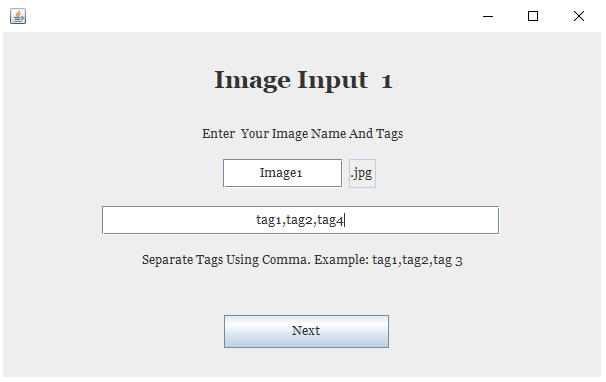 Image Input 1
Enter Your Image Name And Tags
Image1 .jpg
tag1,tag2,tag4
Separate Tags Using Comma. Example: tag1,tag2,tag 3
Next